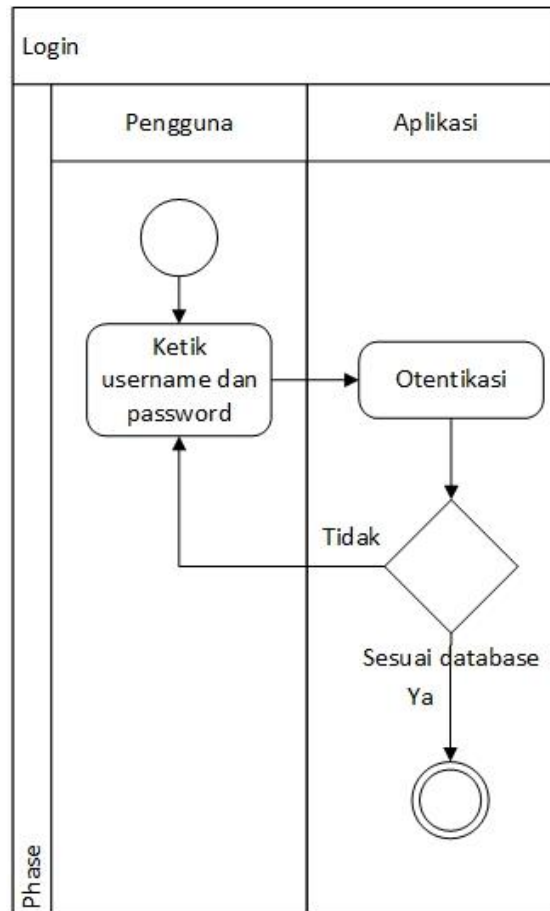 Login
Pengguna
Aplikasi
Ketik
username dan
password
Otentikasi
Tidak
Sesuai database
Ya
Phase